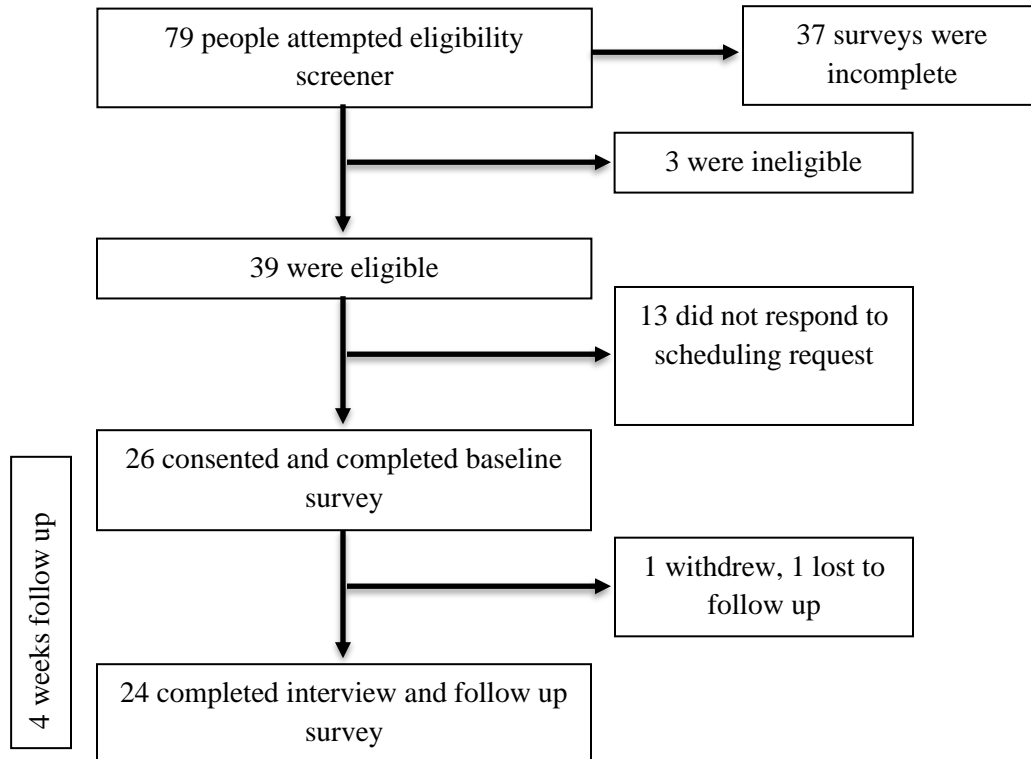 79 people attempted eligibility
screener
37 surveys were
incomplete
3 were ineligible
39 were eligible
13 did not respond to
scheduling request
26 consented and completed baseline
survey
4 weeks follow up
1 withdrew, 1 lost to
follow up
24 completed interview and follow up
survey